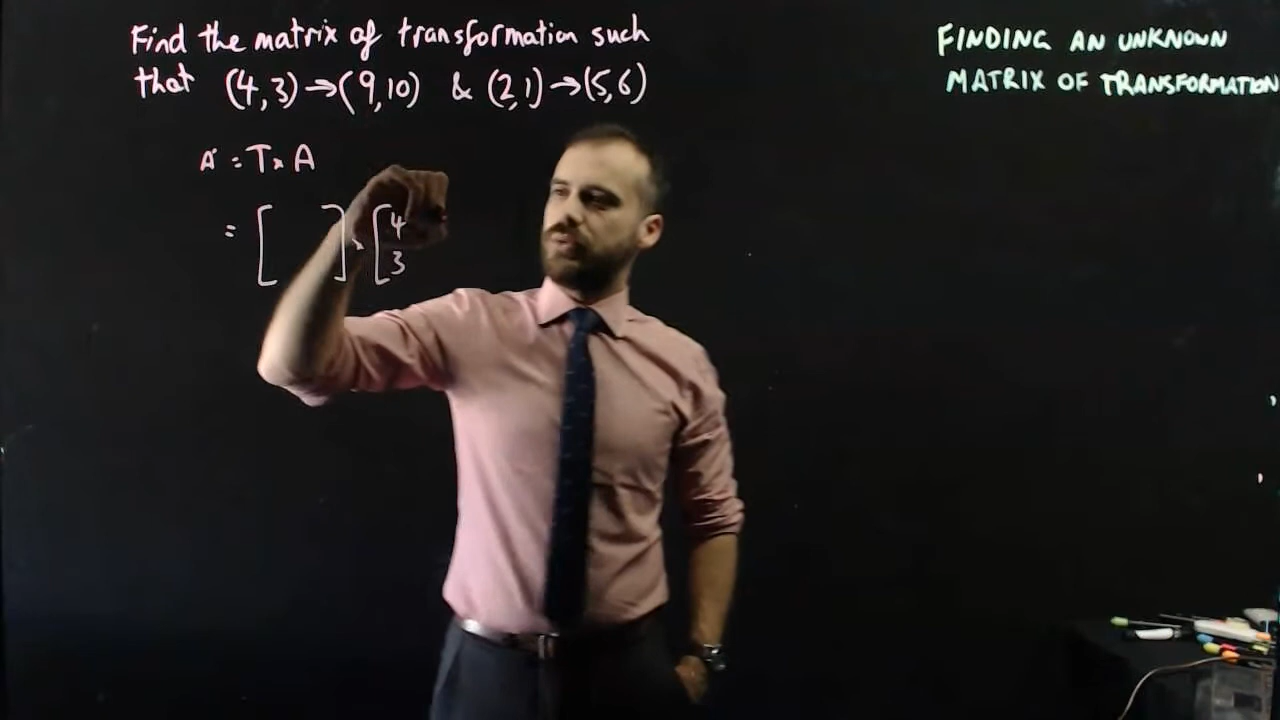 Find the matrix of transformation such
that (4,3)→(9,10) & (2,1)→(5,6)
FINDING AN UNKNOWN
MATRIX OF TRANSFORMATION
A' = T × A
= [ ] × [4
3